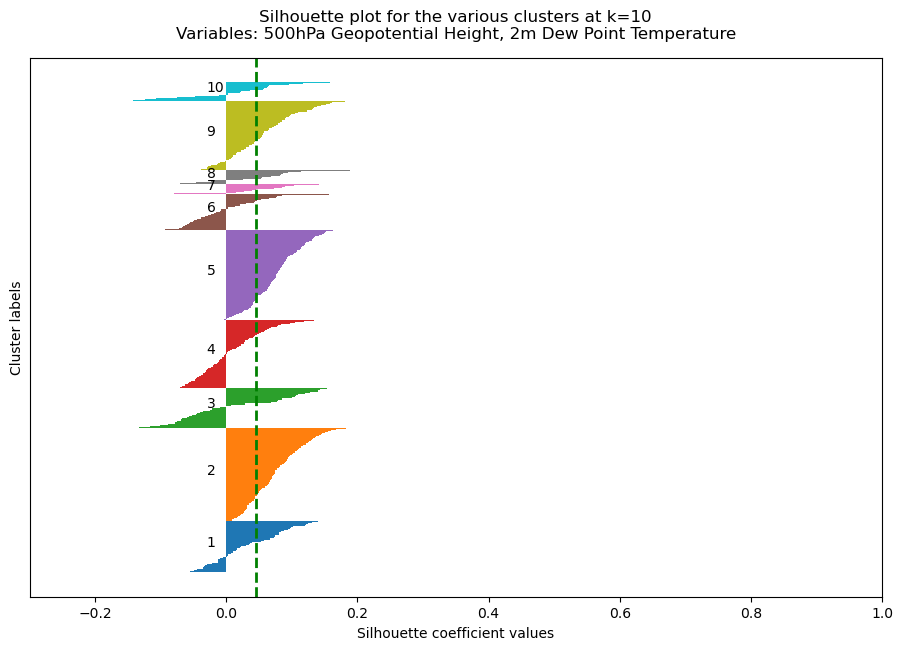 Silhouette plot for the various clusters at k=10
Variables: 500hPa Geopotential Height, 2m Dew Point Temperature
10
9
8
7
6
5
4
3
2
1
Cluster labels
−0.2 0.0 0.2 0.4 0.6 0.8 1.0
Silhouette coefficient values